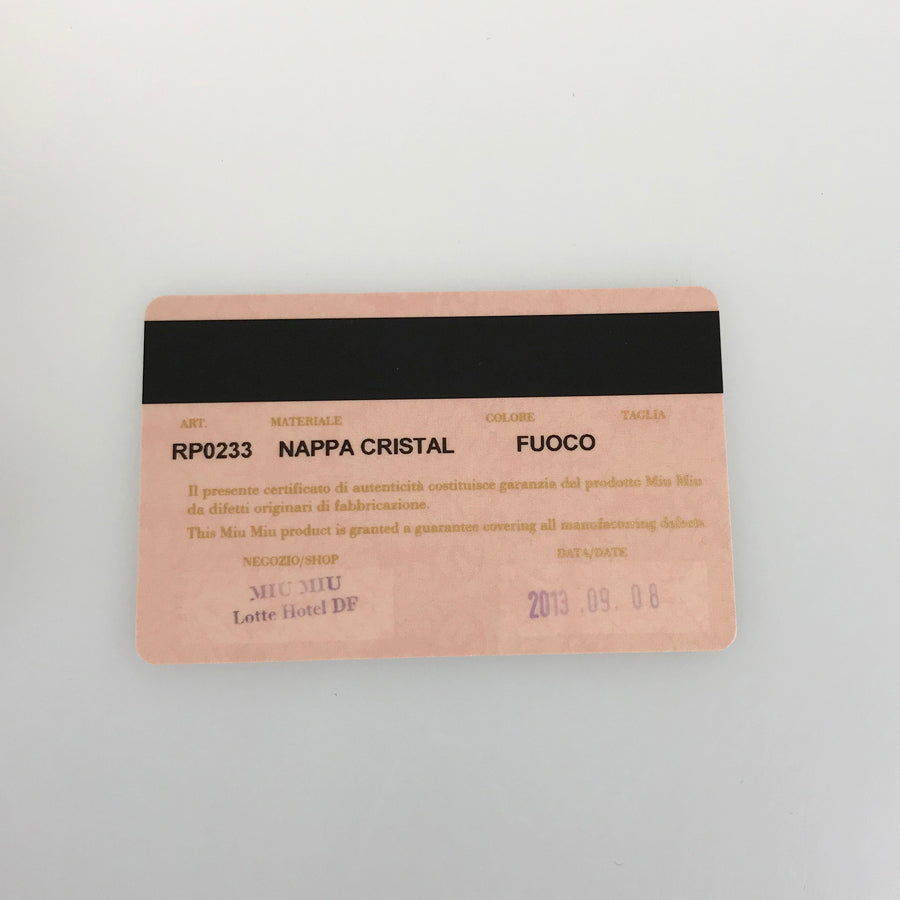 ART. MATERIALE COLORE TAGLIA
RP0233 NAPPA CRISTAL FUOCO
Il presente certificato di autenticità costituisce garanzia del prodotto Miu Miu
da difetti originari di fabbricazione.
This Miu Miu product is granted a guarantee covering all manufacturing defects.
NEGOZIO/SHOP DATA/DATE
MIU MIU
Lotte Hotel DF 2013.09.08